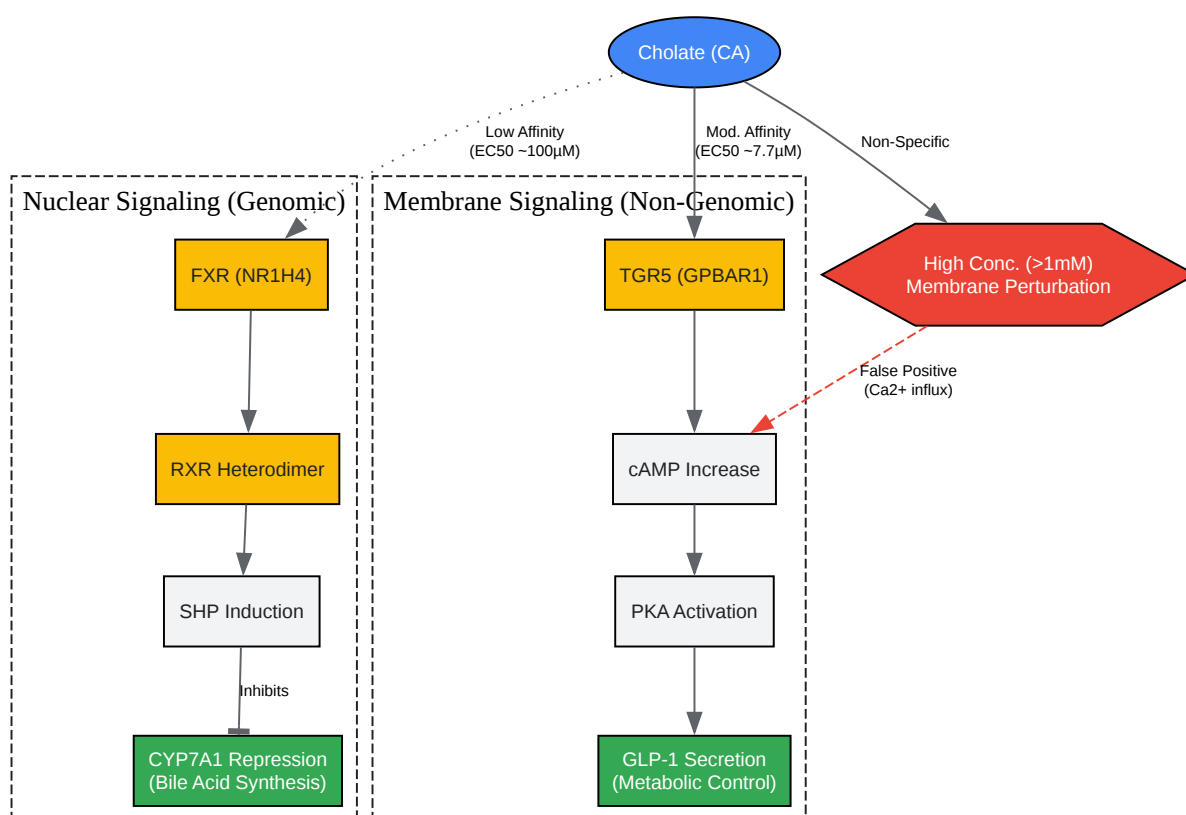 Cholate (CA)
Low Affinity
(EC50 ~100µM)
Mod. Affinity
(EC50 ~7.7µM)
Non-Specific
Nuclear Signaling (Genomic)
Membrane Signaling (Non-Genomic)
FXR (NR1H4)
TGR5 (GPBAR1)
High Conc. (>1mM)
Membrane Perturbation
False Positive
(Ca2+ influx)
RXR Heterodimer
cAMP Increase
SHP Induction
PKA Activation
Inhibits
CYP7A1 Repression
(Bile Acid Synthesis)
GLP-1 Secretion
(Metabolic Control)